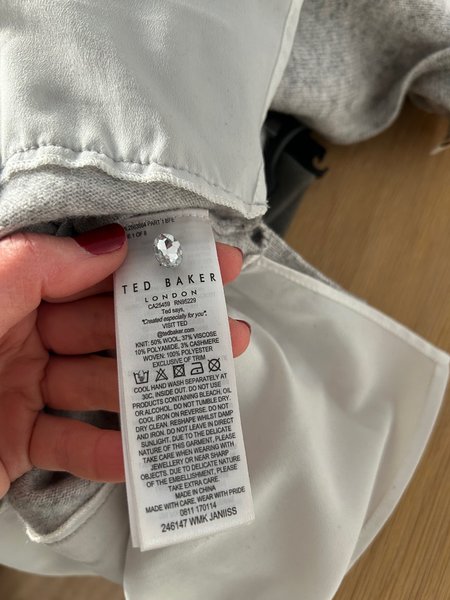 PART 1 BFE
1 OF 8
TED BAKER
LONDON
CA25459 RN95229
Ted says,
"Created especially for you".
VISIT TED
@tedbaker.com
KNIT: 50% WOOL, 37% VISCOSE
10% POLYAMIDE, 3% CASHMERE
WOVEN: 100% POLYESTER
EXCLUSIVE OF TRIM
COOL HAND WASH SEPARATELY AT
30C, INSIDE OUT. DO NOT USE
PRODUCTS CONTAINING BLEACH, OIL
OR ALCOHOL. DO NOT TUMBLE DRY.
COOL IRON ON REVERSE. DO NOT
DRY CLEAN. RESHAPE WHILST DAMP
AND IRON. DO NOT LEAVE IN DIRECT
SUNLIGHT. DUE TO THE DELICATE
NATURE OF THIS GARMENT, PLEASE
TAKE CARE WHEN WEARING WITH
JEWELLERY OR NEAR SHARP
OBJECTS. DUE TO DELICATE NATURE
OF THE EMBELLISHMENT, PLEASE
TAKE EXTRA CARE.
MADE IN CHINA
MADE WITH CARE. WEAR WITH PRIDE
0811 170114
246147 WMK JANIISS